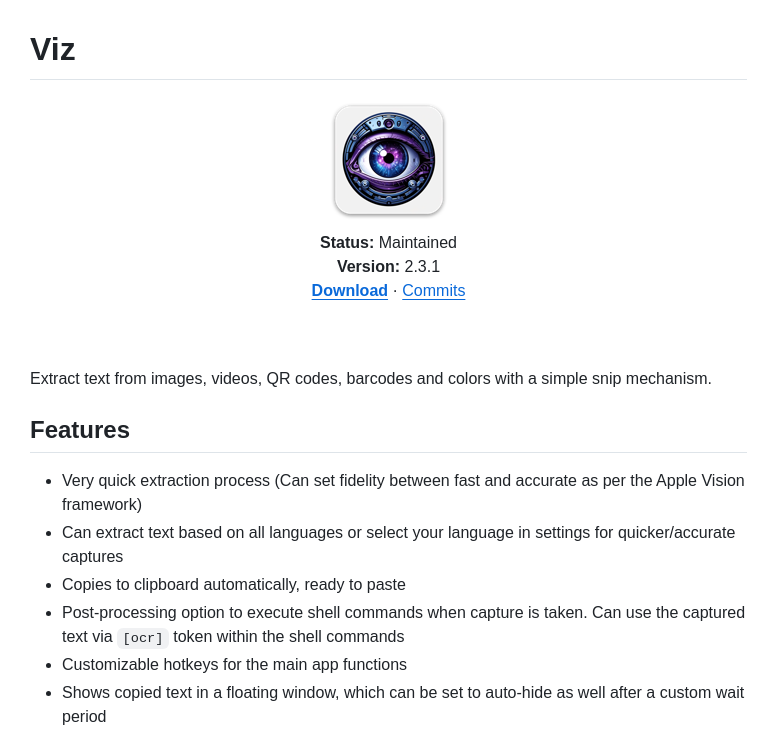 Viz
Status: Maintained
Version: 2.3.1
Download · Commits
Extract text from images, videos, QR codes, barcodes and colors with a simple snip mechanism.
Features
• Very quick extraction process (Can set fidelity between fast and accurate as per the Apple Vision
framework)
• Can extract text based on all languages or select your language in settings for quicker/accurate
captures
• Copies to clipboard automatically, ready to paste
• Post-processing option to execute shell commands when capture is taken. Can use the captured
text via [ocr] token within the shell commands
• Customizable hotkeys for the main app functions
• Shows copied text in a floating window, which can be set to auto-hide as well after a custom wait
period